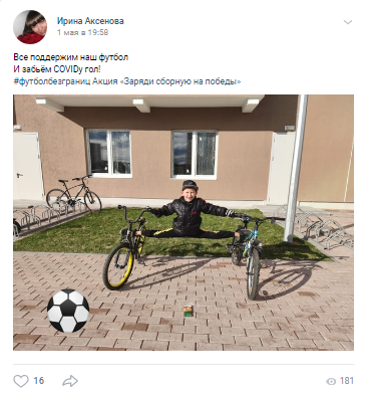 Ирина Аксенова
1 мая в 19:58
Все поддержим наш футбол
И забьём COVIDу гол!
#футболбезграниц Акция «Заряди сборную на победы»
16
181